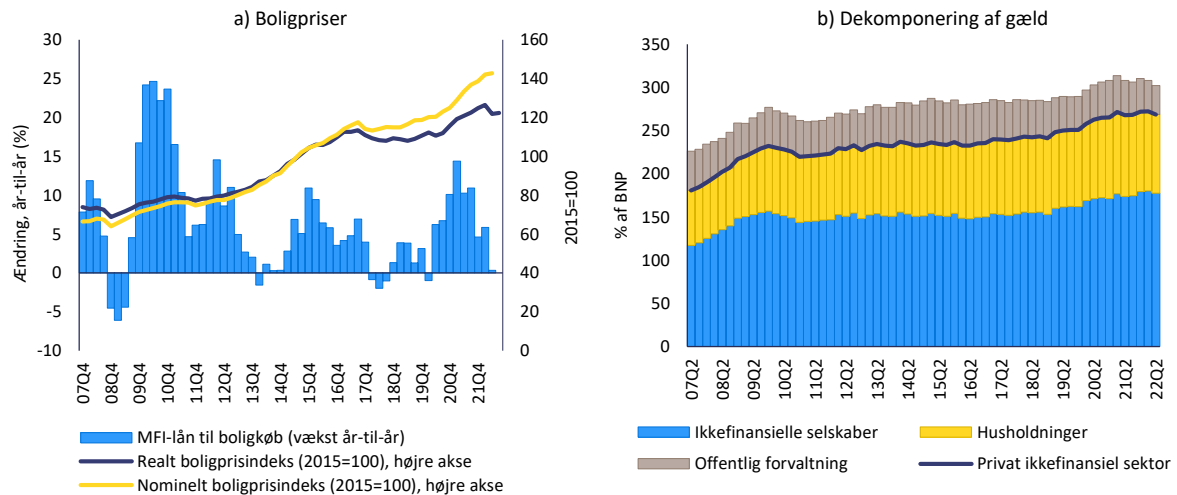 a) Boligpriser
30
25
20
15
10
5
0
-5
-10
Ændring, år-til-år (%)
160
140
120
100
80
60
40
20
0
2015=100
07Q4
08Q4
09Q4
10Q4
11Q4
12Q4
13Q4
14Q4
15Q4
16Q4
17Q4
18Q4
19Q4
20Q4
21Q4
MFI-lån til boligkøb (vækst år-til-år)
Realt boligprisindeks (2015=100), højre akse
Nominelt boligprisindeks (2015=100), højre akse
b) Dekomponering af gæld
350
300
250
200
150
100
50
0
% af BNP
07Q2
08Q2
09Q2
10Q2
11Q2
12Q2
13Q2
14Q2
15Q2
16Q2
17Q2
18Q2
19Q2
20Q2
21Q2
22Q2
Ikkefinansielle selskaber
Husholdninger
Offentlig forvaltning
Privat ikkefinansiel sektor